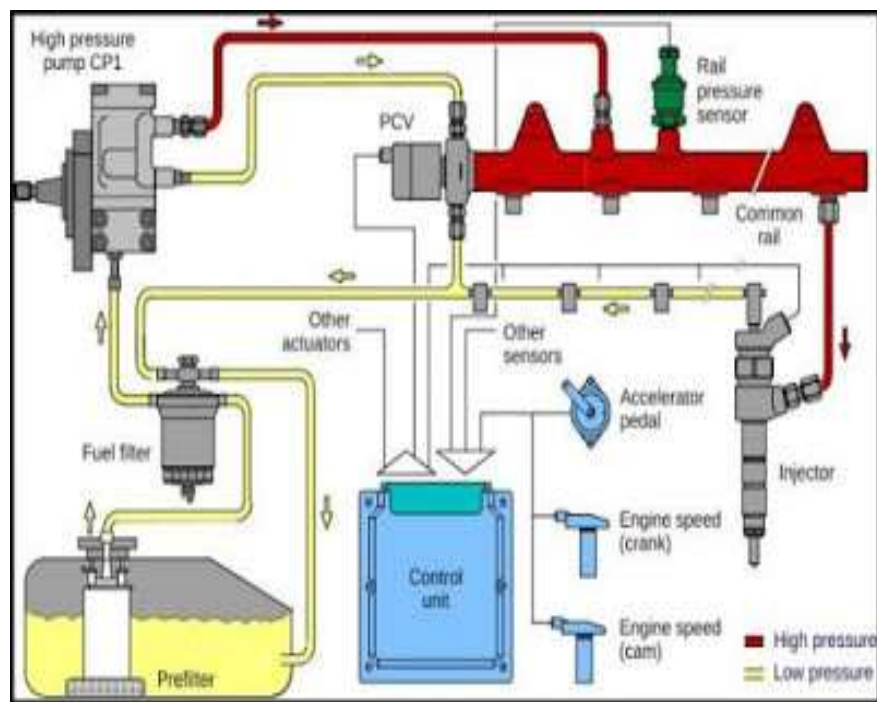 High pressure
pump CP1
PCV
Rail
pressure
sensor
Common
rail
Other
actuators
Other
sensors
Accelerator
pedal
Fuel filter
Injector
Engine speed
(crank)
Control
unit
Engine speed
(cam)
Prefilter
High pressure
Low pressure